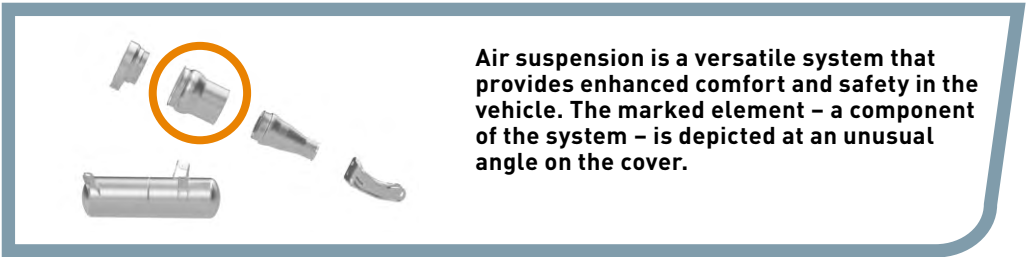 Air suspension is a versatile system that
provides enhanced comfort and safety in the
vehicle. The marked element – a component
of the system – is depicted at an unusual
angle on the cover.